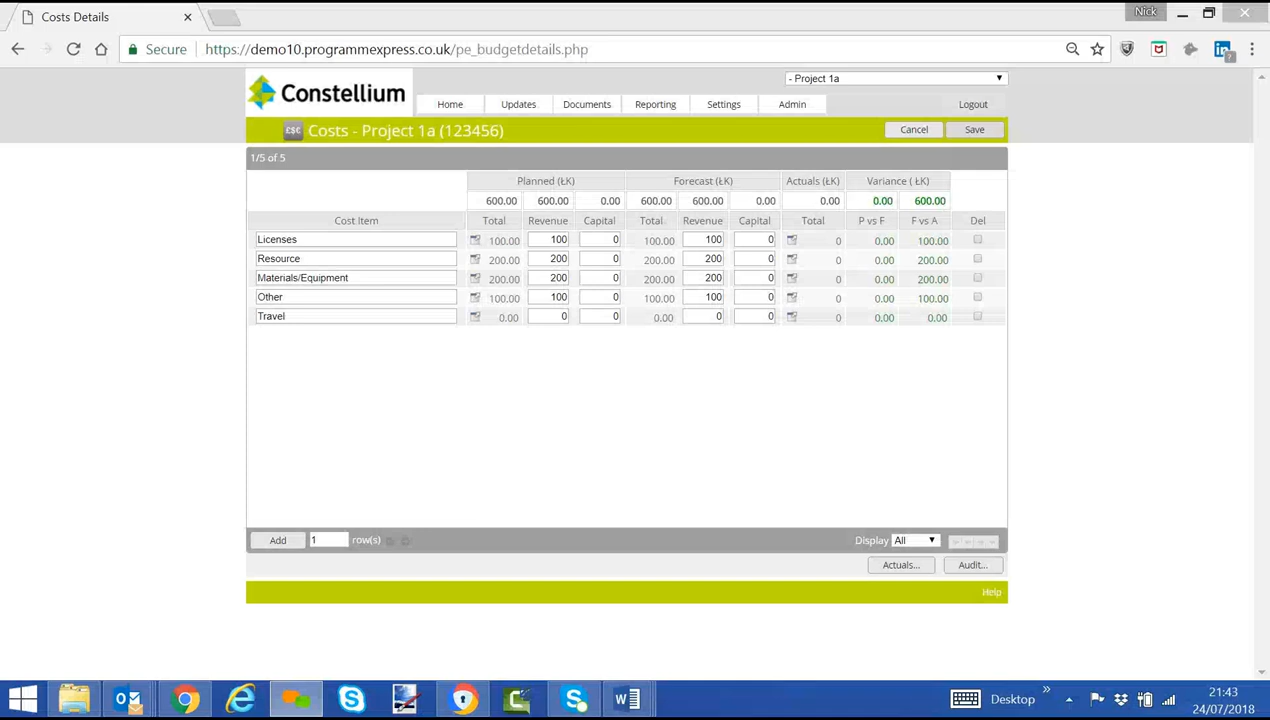 Costs Details
Nick
Secure
https://demo10.programmexpress.co.uk/pe_budgetdetails.php
Constellium
- Project 1a
Home Updates Documents Reporting Settings Admin Logout
£$€ Costs - Project 1a (123456) Cancel Save
1/5 of 5
Planned (ŁK) Forecast (ŁK) Actuals (ŁK) Variance ( ŁK)
600.00 600.00 0.00 600.00 600.00 0.00 0.00 0.00 600.00
Cost Item Total Revenue Capital Total Revenue Capital Total P vs F F vs A Del
Licenses 100.00 100 0 100.00 100 0 0 0.00 100.00
Resource 200.00 200 0 200.00 200 0 0 0.00 200.00
Materials/Equipment 200.00 200 0 200.00 200 0 0 0.00 200.00
Other 100.00 100 0 100.00 100 0 0 0.00 100.00
Travel 0.00 0 0 0.00 0 0 0 0.00 0.00
Add 1 row(s) Display All
Actuals... Audit...
Help
Desktop
21:43
24/07/2018